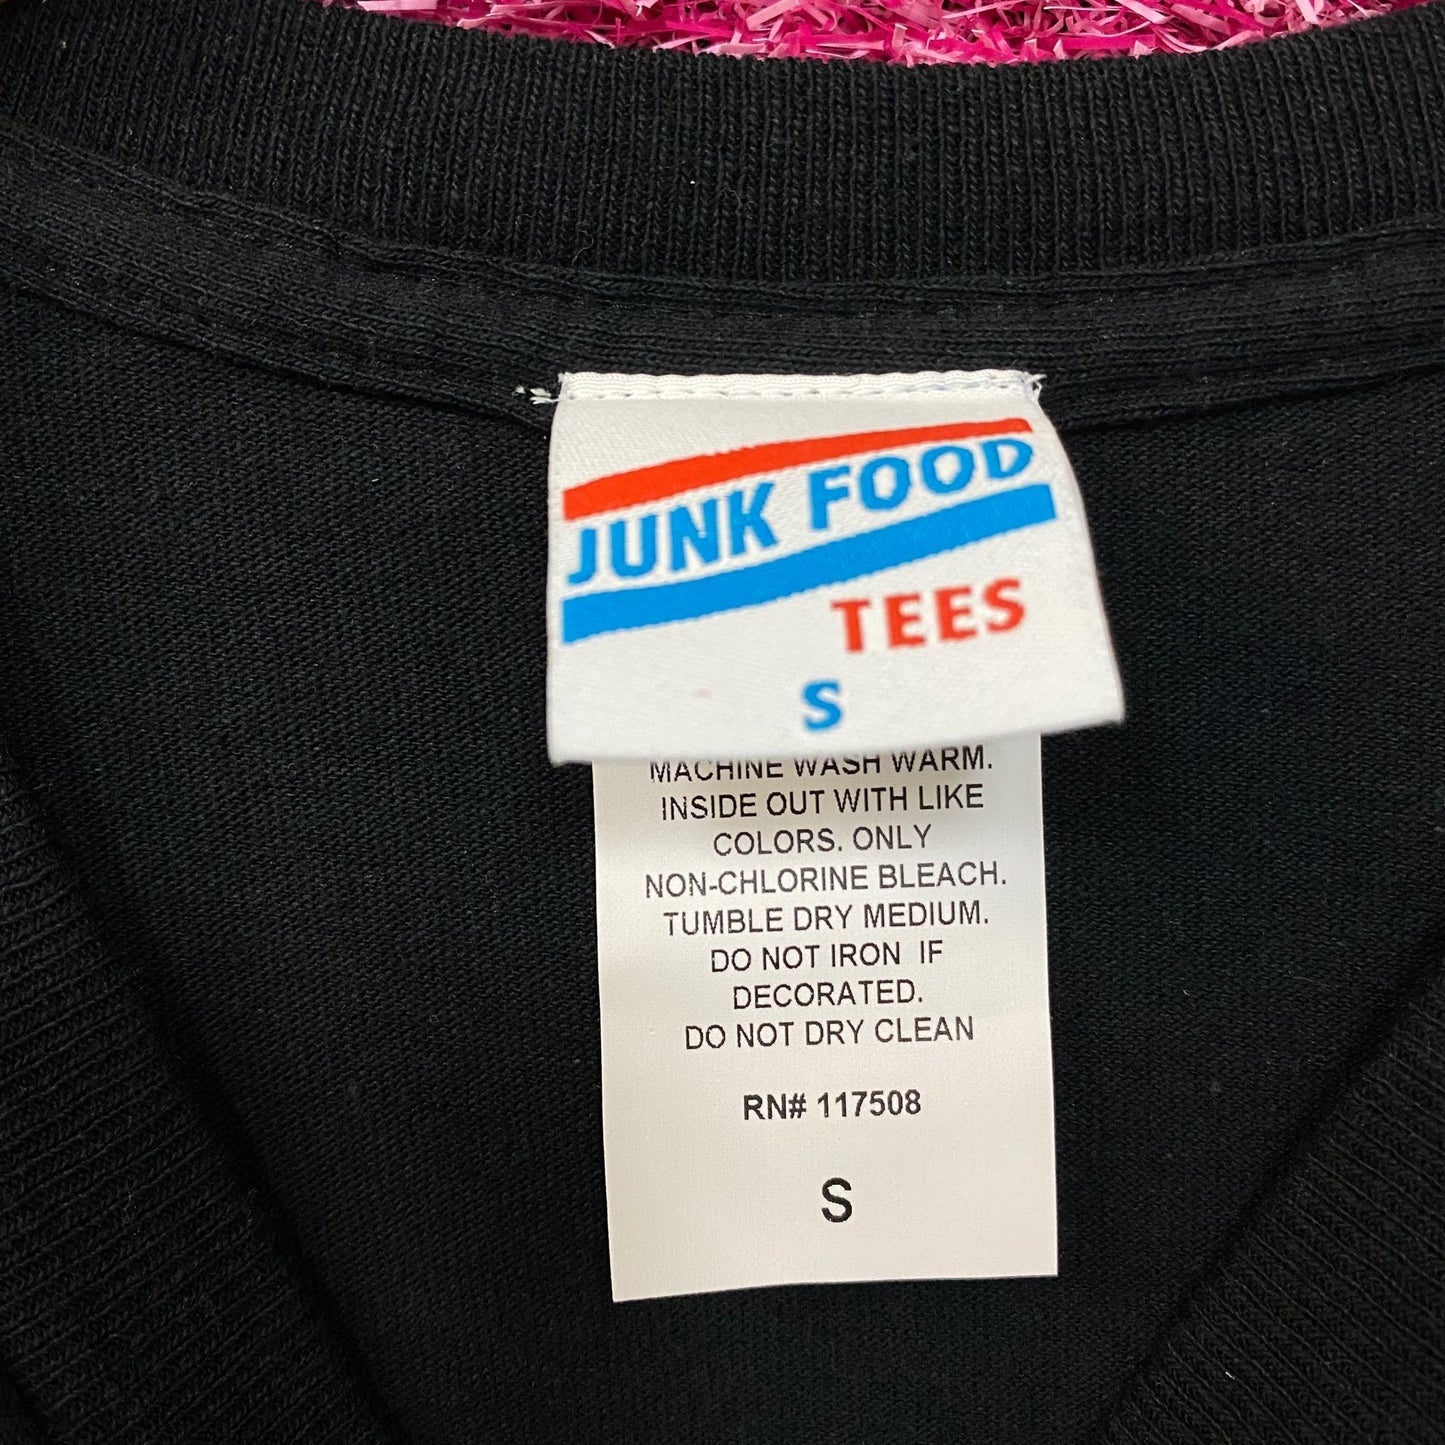 JUNK FOOD
TEES
S
MACHINE WASH WARM.
INSIDE OUT WITH LIKE
COLORS. ONLY
NON-CHLORINE BLEACH.
TUMBLE DRY MEDIUM.
DO NOT IRON IF
DECORATED.
DO NOT DRY CLEAN
RN# 117508
S